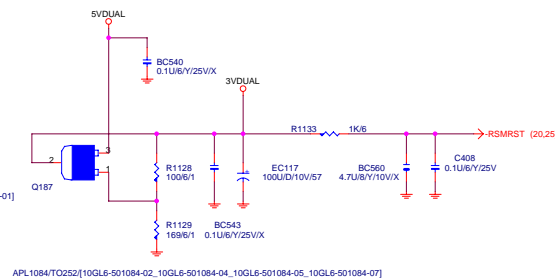 5VDUAL
BC540
0.1U/6/Y/25V/X
3VDUAL
R1133 1K/6
-RSMRST (20,25
2
3
1
Q187
R1128
100/6/1
EC117
100U/D/10V/57
BC560
4.7U/8/Y/10V/X
C408
0.1U/6/Y/25V
-01]
R1129
169/6/1
BC543
0.1U/6/Y/25V/X
APL1084/TO252/[10GL6-501084-02_10GL6-501084-04_10GL6-501084-05_10GL6-501084-07]